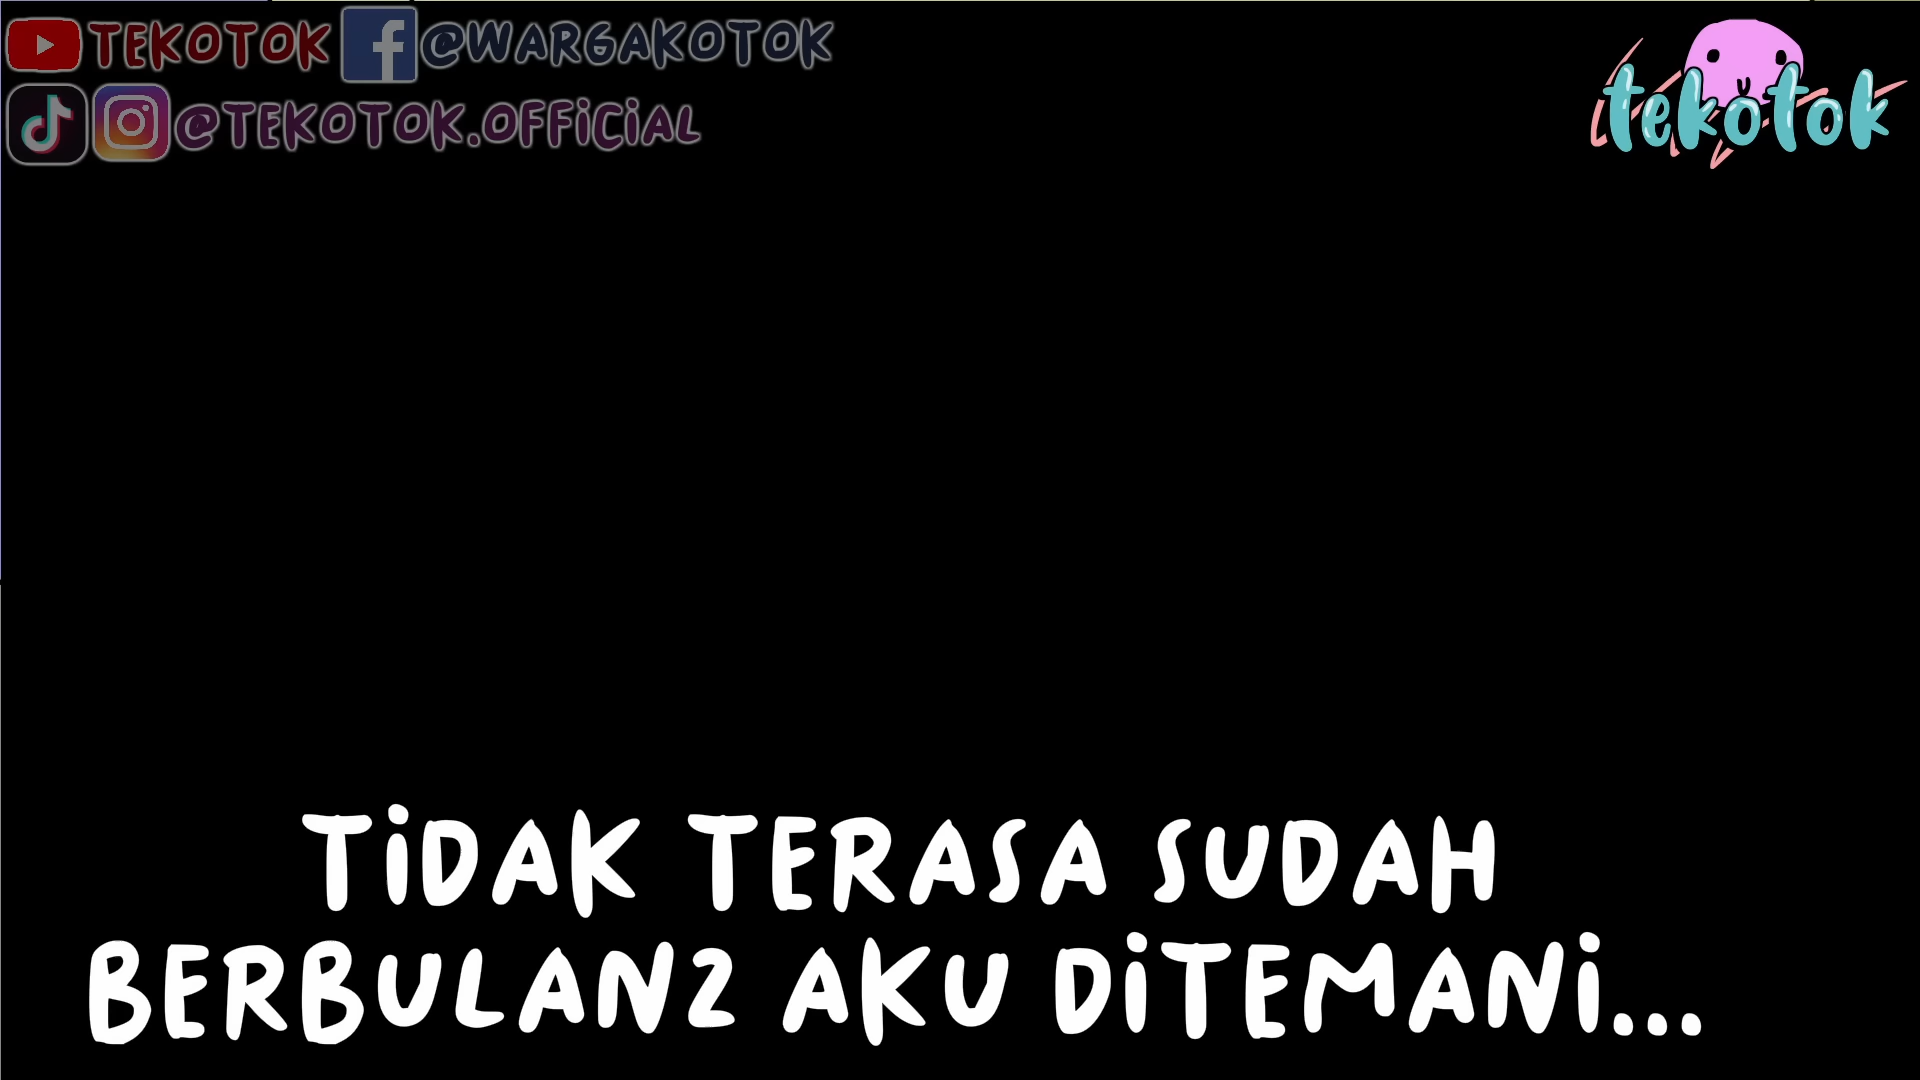 TEKOTOK @WARGAKOTOK
@TEKOTOK.OFFiCiAL
tekotok
TiDAK TERASA SUDAH
BERBULAN2 AKU DiTEMANi...